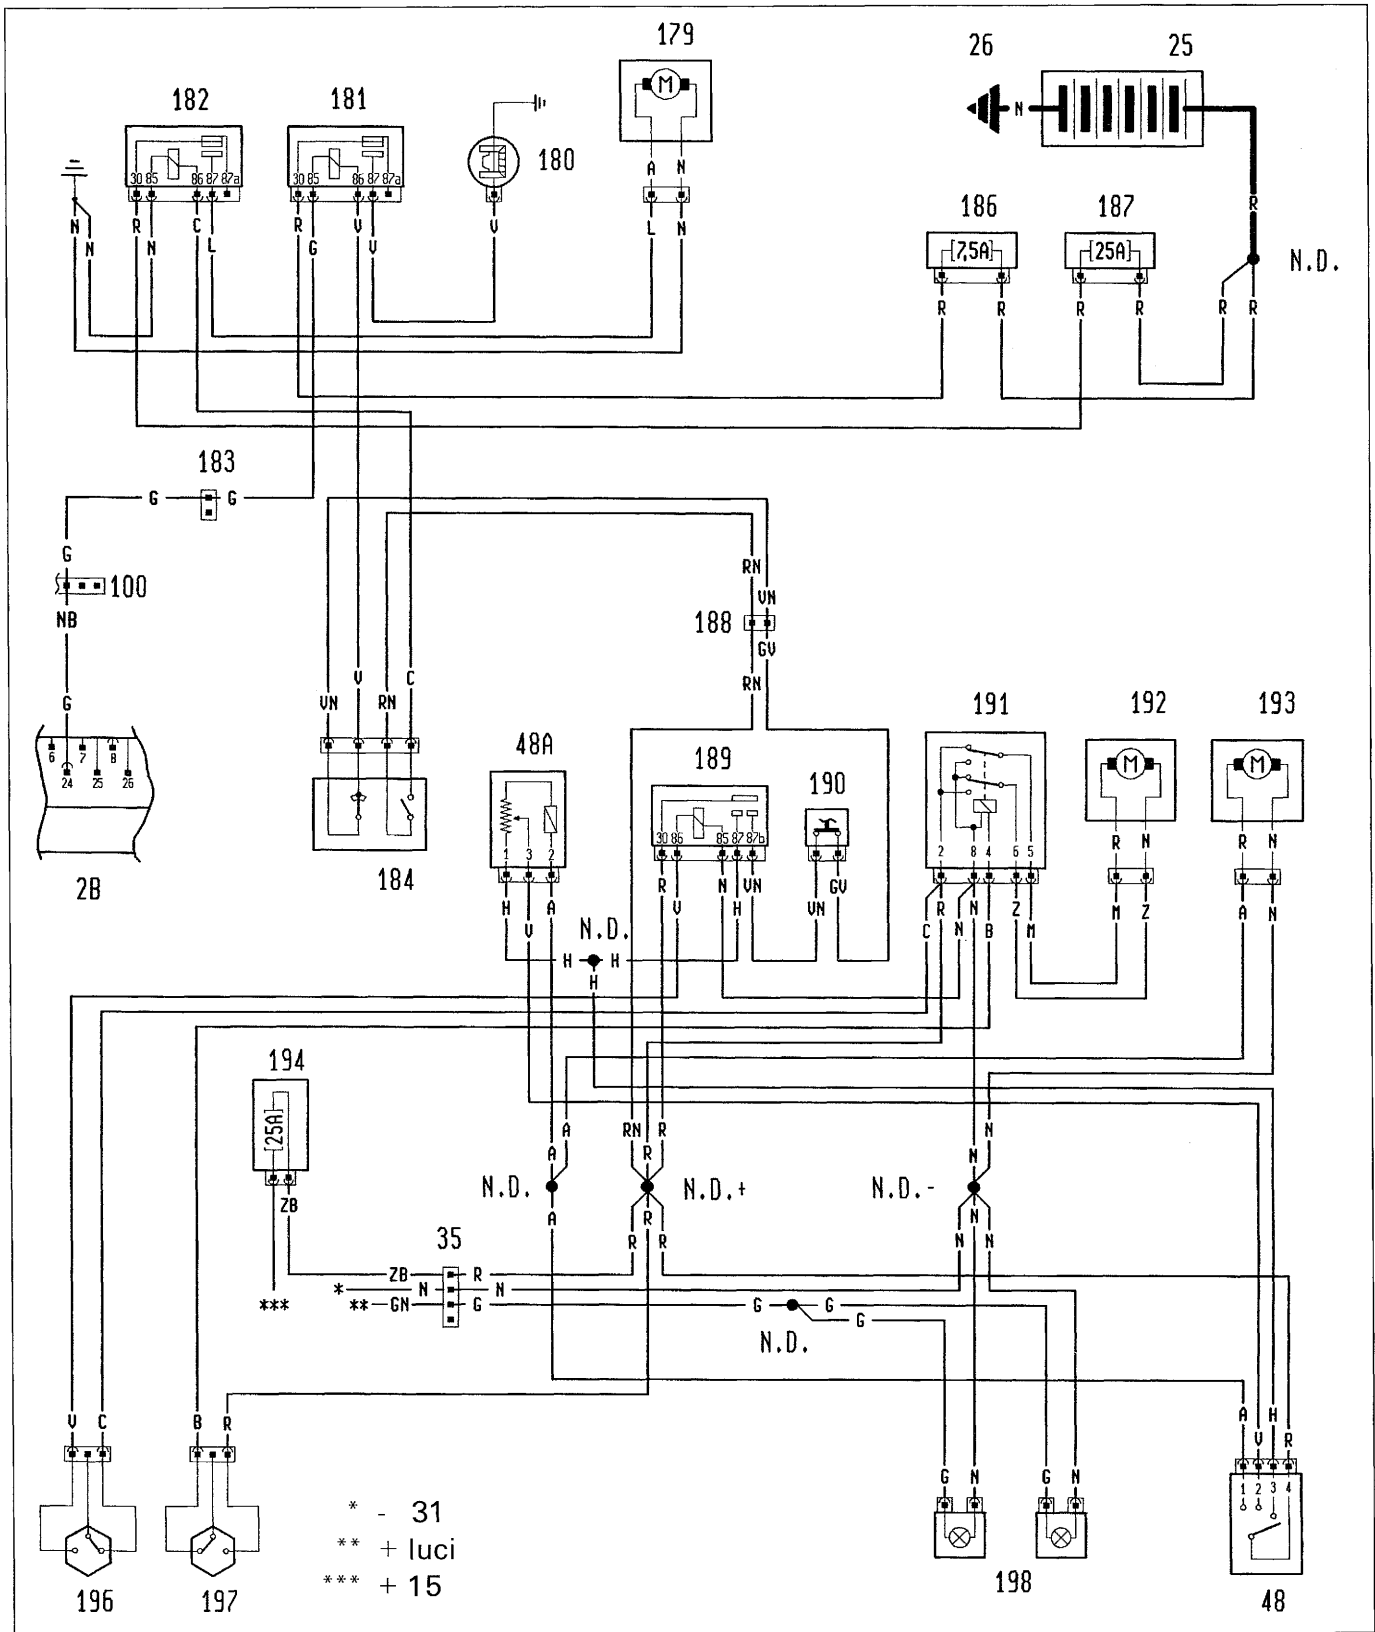 179
26
25
182
181
M
N
180
30 85 86 87 87a
30 85 86 87 87a
A N
R
186
187
N
N
R
N
C
L
R
G
V
V
V
L
N
[7,5A]
[25A]
N.D.
R
R
R
R
R
R
183
G
G
G
100
RN
VN
NB
188
GV
RN
G
V
C
VN
RN
191
192
193
48A
189
190
M
M
6 7 8
24 25 26
30 86 85 87 87b
1 3 2
2 8 4 6 5
R N
R N
184
2B
H
V
A
R
V
N
H
VN
VN
GV
C
R
N
N
B
Z
M
M
Z
A
N
N.D.
H
H
H
194
[25A]
A
A
RN
R
R
N
N
N.D.
N.D.+
N.D.-
ZB
A
R
R
R
N
N
N
35
ZB
R
*
N
N
***
**
GN
G
G
G
G
N.D.
V
C
B
R
A
V
H
R
G
N
G
N
1 2 3 4
* - 31
** + luci
*** + 15
196
197
198
48